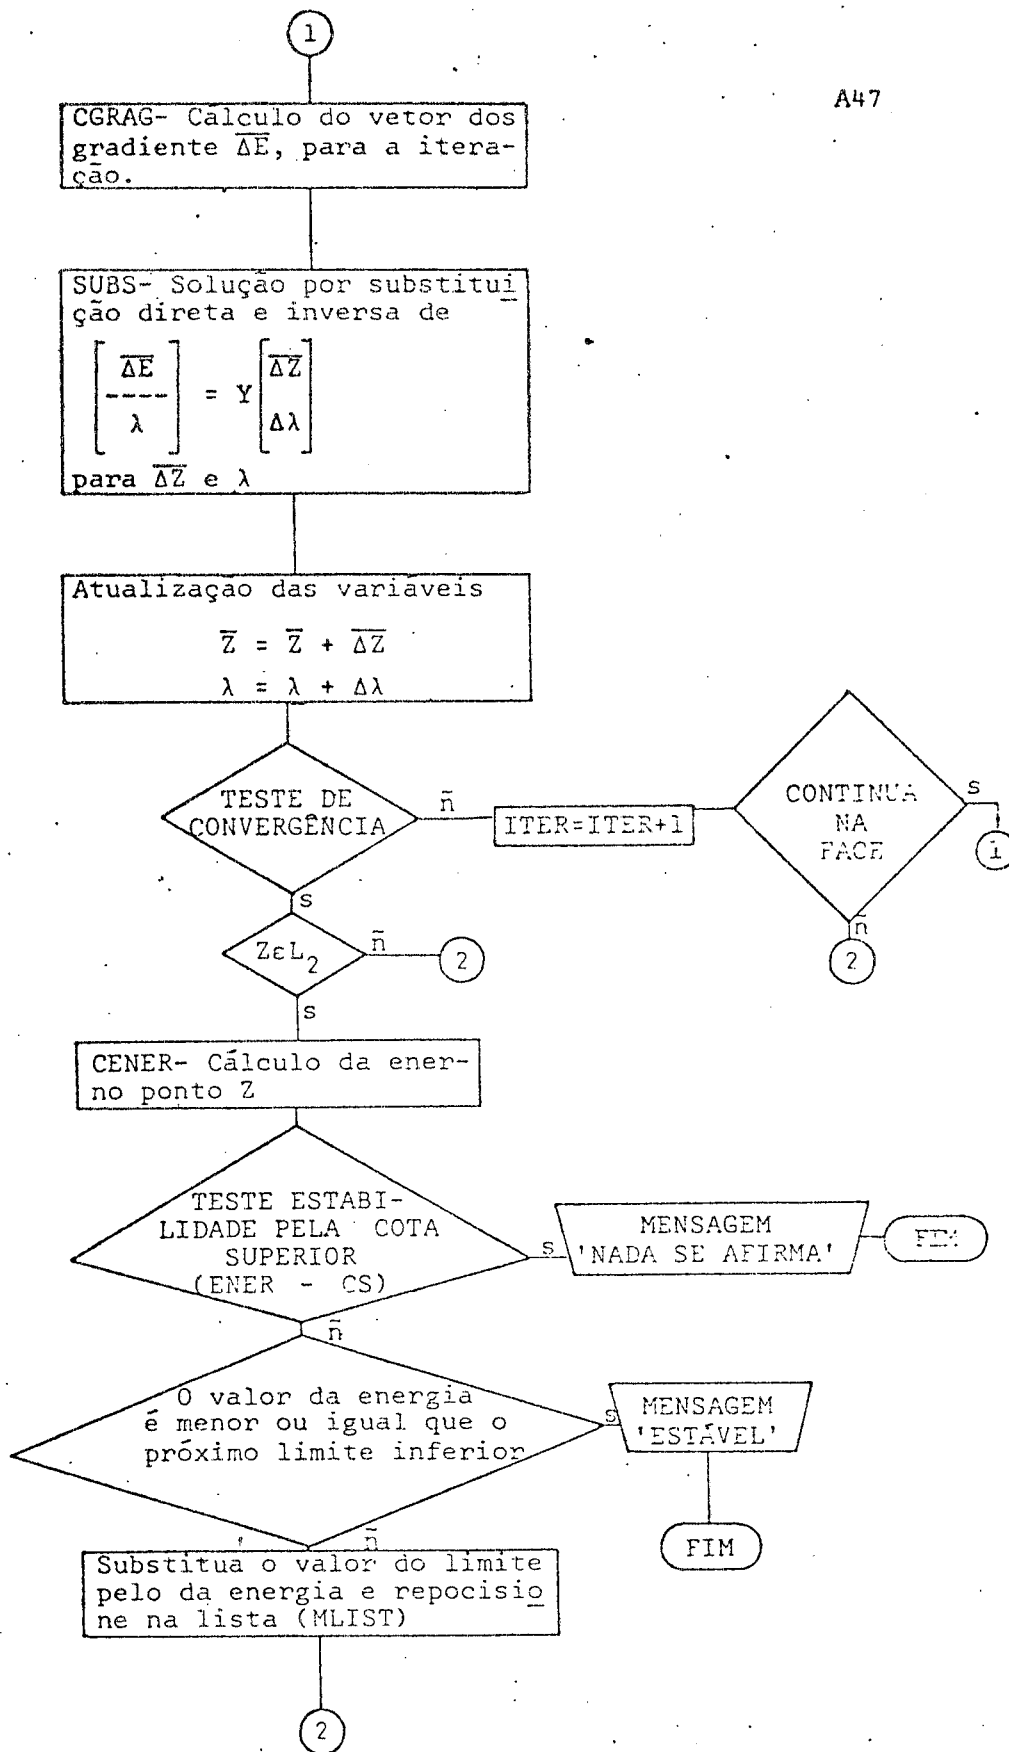 1
A47
CGRAG- Cálculo do vetor dos
gradiente ΔE, para a itera-
ção.
SUBS- Solução por substitui
ção direta e inversa de
[ΔE ---- λ] = Y [ΔZ Δλ]
para ΔZ e λ
Atualização das variáveis
Z = Z + ΔZ
λ = λ + Δλ
TESTE DE
CONVERGÊNCIA
ñ
ITER=ITER+1
CONTINUA
NA
FACE
s
1
ñ
2
s
ZεL2
ñ
2
s
CENER- Cálculo da ener-
no ponto Z
TESTE ESTABI-
LIDADE PELA COTA
SUPERIOR
(ENER - CS)
s
MENSAGEM
'NADA SE AFIRMA'
FIM
ñ
O valor da energia
é menor ou igual que o
próximo limite inferior
s
MENSAGEM
'ESTÁVEL'
FIM
ñ
Substitua o valor do limite
pelo da energia e repocisio
ne na lista (MLIST)
2